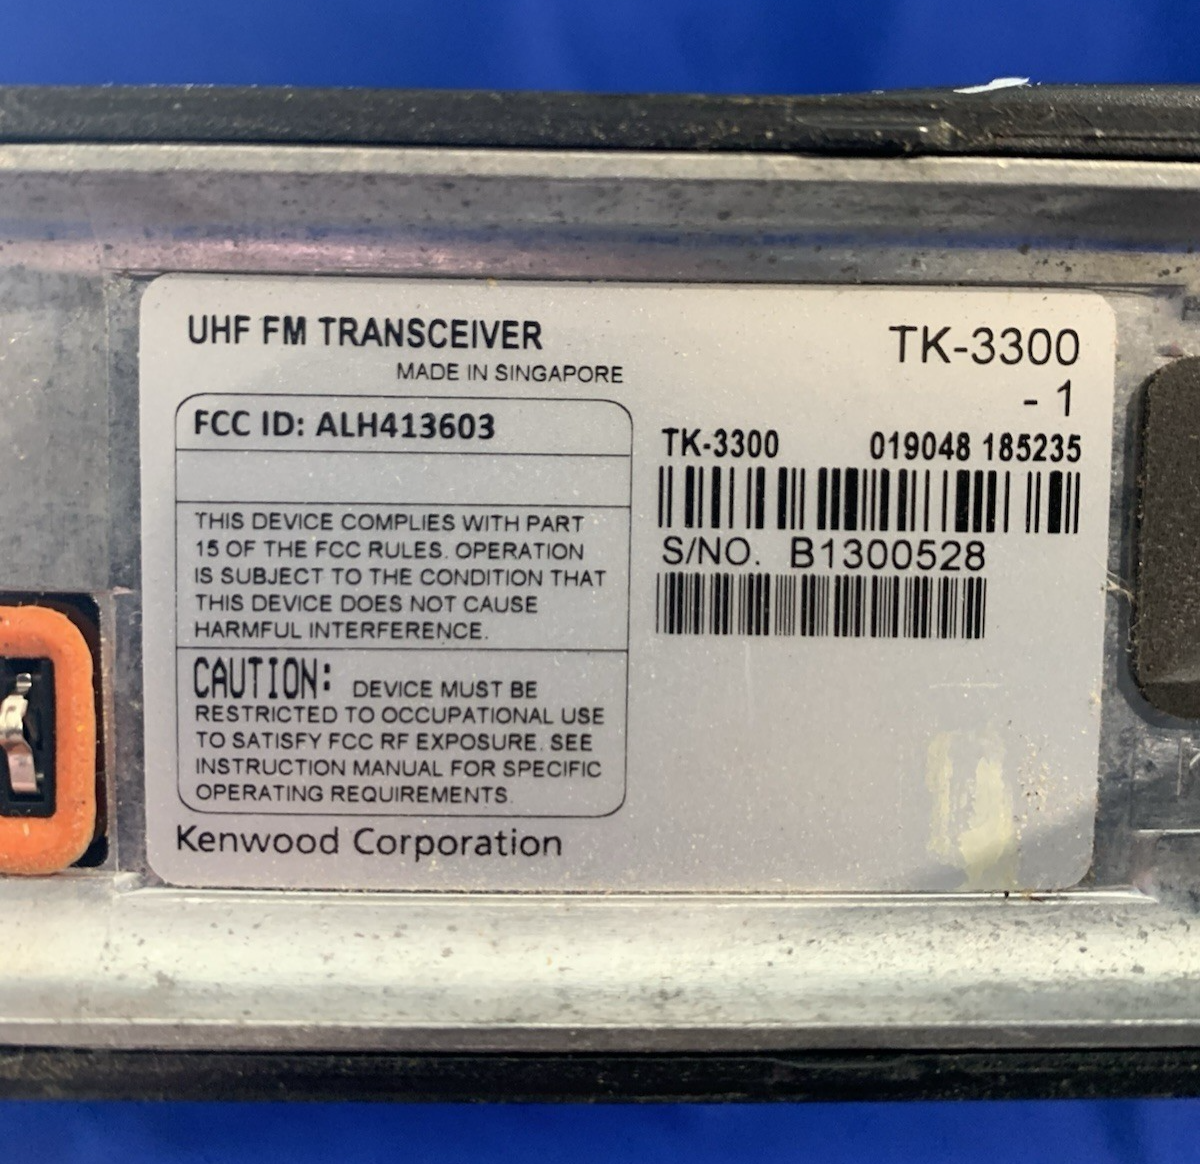 UHF FM TRANSCEIVER
MADE IN SINGAPORE
FCC ID: ALH413603
THIS DEVICE COMPLIES WITH PART
15 OF THE FCC RULES. OPERATION
IS SUBJECT TO THE CONDITION THAT
THIS DEVICE DOES NOT CAUSE
HARMFUL INTERFERENCE.
CAUTION: DEVICE MUST BE
RESTRICTED TO OCCUPATIONAL USE
TO SATISFY FCC RF EXPOSURE. SEE
INSTRUCTION MANUAL FOR SPECIFIC
OPERATING REQUIREMENTS.
Kenwood Corporation
TK-3300
- 1
TK-3300 019048 185235
S/NO. B1300528